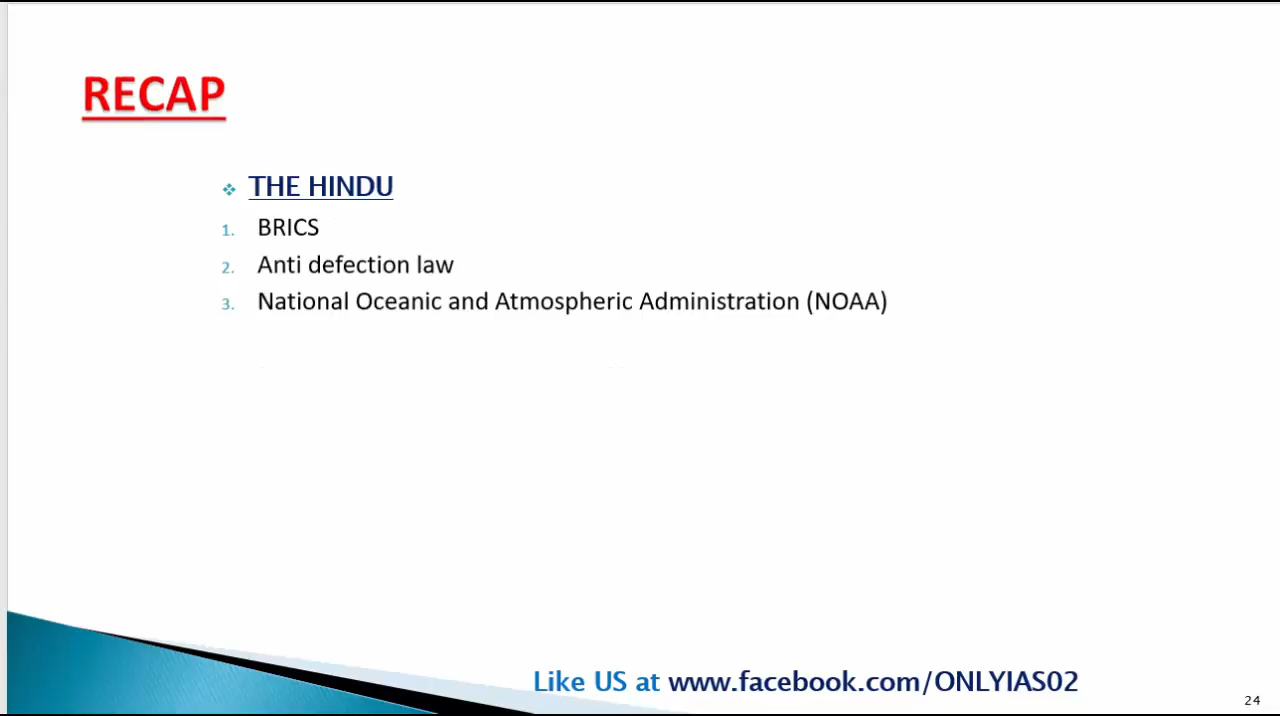 RECAP
❖ THE HINDU
1. BRICS
2. Anti defection law
3. National Oceanic and Atmospheric Administration (NOAA)
Like US at www.facebook.com/ONLYIAS02
24